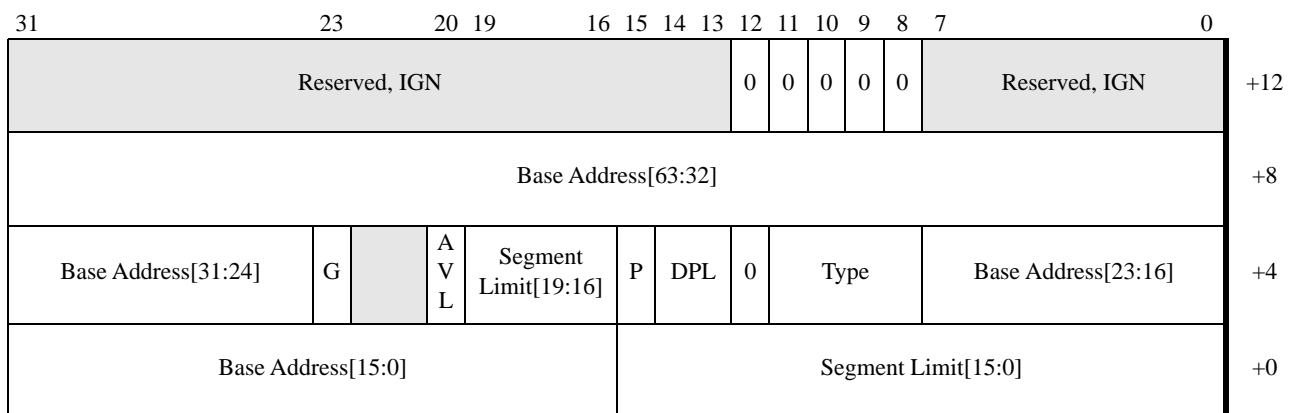 31 23 20 19 16 15 14 13 12 11 10 9 8 7 0
Reserved, IGN 0 0 0 0 0 Reserved, IGN +12
Base Address[63:32] +8
Base Address[31:24] G A V L Segment Limit[19:16] P DPL 0 Type Base Address[23:16] +4
Base Address[15:0] Segment Limit[15:0] +0